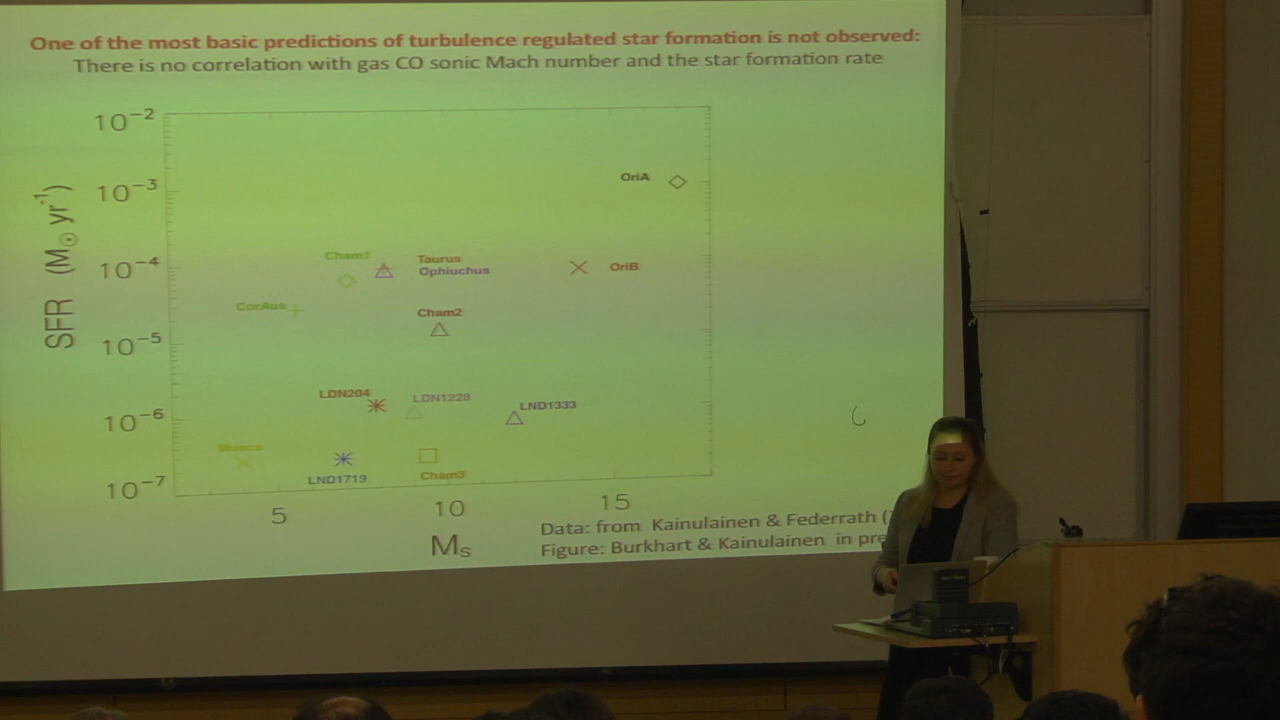 One of the most basic predictions of turbulence regulated star formation is not observed:
There is no correlation with gas CO sonic Mach number and the star formation rate
10⁻²
10⁻³
10⁻⁴
10⁻⁵
10⁻⁶
10⁻⁷
SFR (M☉ yr⁻¹)
OriA
Cham1
Taurus
Ophiuchus
OriB
CorAus
Cham2
LDN204
LDN1228
LND1333
Musca
LND1719
Cham3
5
10
15
Mₛ
Data: from Kainulainen & Federrath (
Figure: Burkhart & Kainulainen in pre